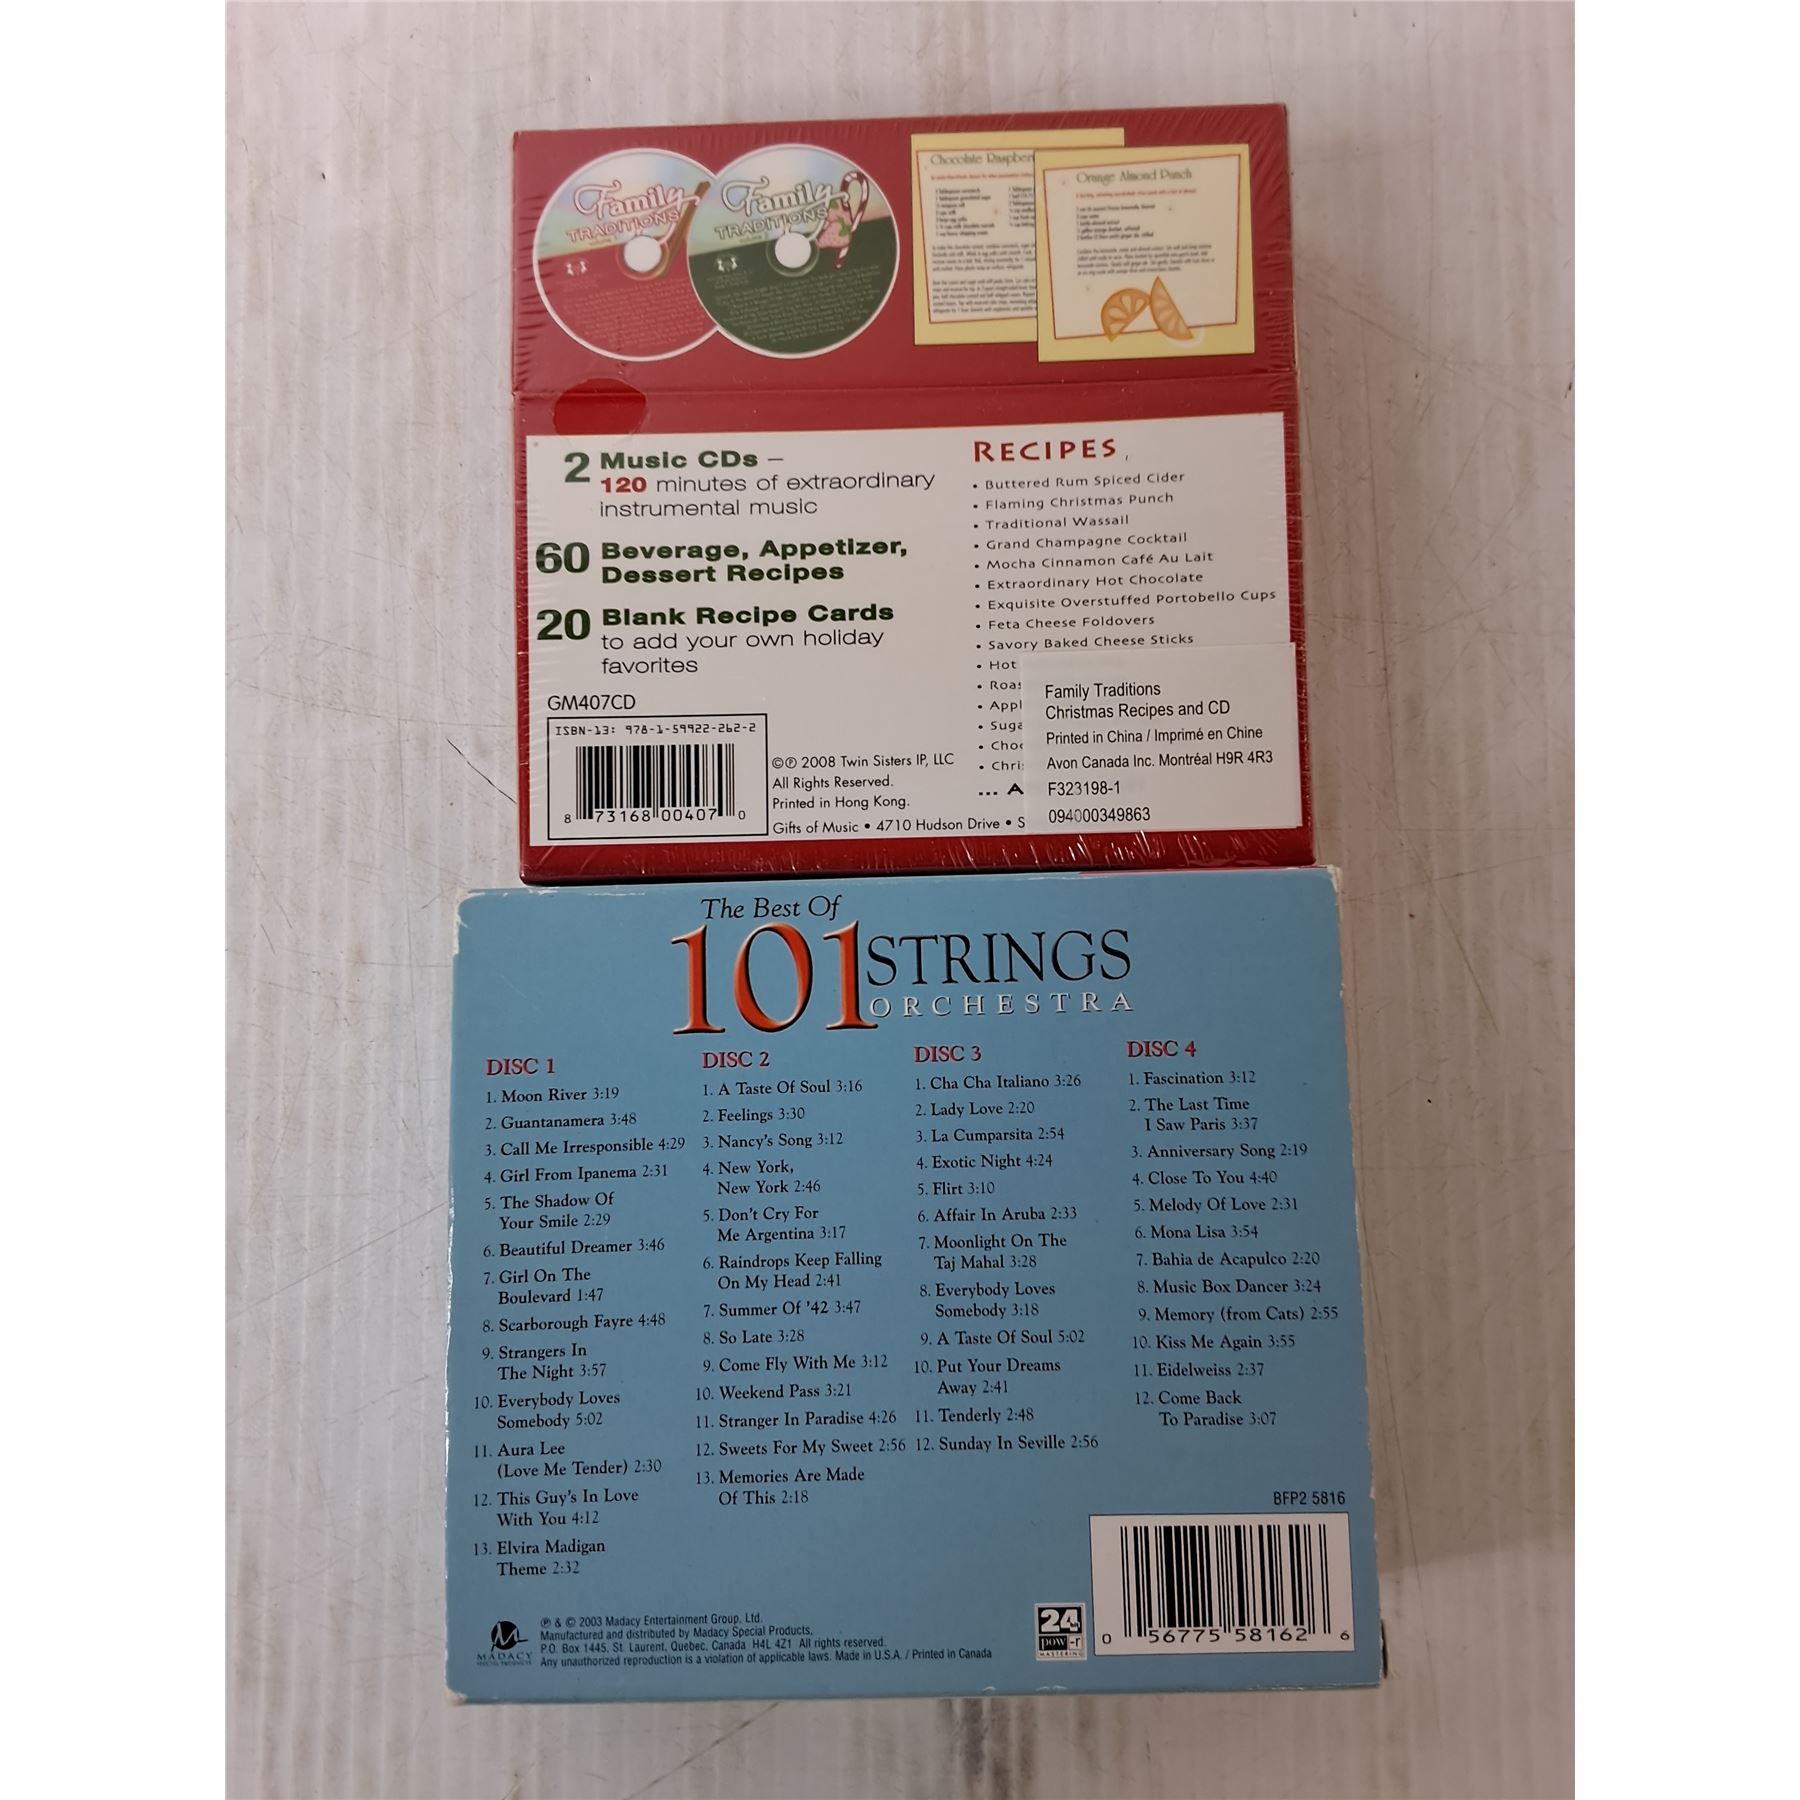 Family
TRADITIONS
Family
TRADITIONS
Chocolate
Orange Almond Punch
2 Music CDs –
120 minutes of extraordinary
instrumental music
60 Beverage, Appetizer,
Dessert Recipes
20 Blank Recipe Cards
to add your own holiday
favorites
GM407CD
ISBN-13: 978-1-59922-262-2
8 73168 00407 0
©℗ 2008 Twin Sisters IP, LLC
All Rights Reserved.
Printed in Hong Kong.
Gifts of Music • 4710 Hudson Drive • S
RECIPES
• Buttered Rum Spiced Cider
• Flaming Christmas Punch
• Traditional Wassail
• Grand Champagne Cocktail
• Mocha Cinnamon Café Au Lait
• Extraordinary Hot Chocolate
• Exquisite Overstuffed Portobello Cups
• Feta Cheese Foldovers
• Savory Baked Cheese Sticks
• Hot
• Roas
• Appl
• Suga
• Choc
• Chri
... A
Family Traditions
Christmas Recipes and CD
Printed in China / Imprimé en Chine
Avon Canada Inc. Montréal H9R 4R3
F323198-1
094000349863
The Best Of
101 STRINGS
ORCHESTRA
DISC 1
1. Moon River 3:19
2. Guantanamera 3:48
3. Call Me Irresponsible 4:29
4. Girl From Ipanema 2:31
5. The Shadow Of
Your Smile 2:29
6. Beautiful Dreamer 3:46
7. Girl On The
Boulevard 1:47
8. Scarborough Fayre 4:48
9. Strangers In
The Night 3:57
10. Everybody Loves
Somebody 5:02
11. Aura Lee
(Love Me Tender) 2:30
12. This Guy's In Love
With You 4:12
13. Elvira Madigan
Theme 2:32
DISC 2
1. A Taste Of Soul 3:16
2. Feelings 3:30
3. Nancy's Song 3:12
4. New York,
New York 2:46
5. Don't Cry For
Me Argentina 3:17
6. Raindrops Keep Falling
On My Head 2:41
7. Summer Of '42 3:47
8. So Late 3:28
9. Come Fly With Me 3:12
10. Weekend Pass 3:21
11. Stranger In Paradise 4:26
12. Sweets For My Sweet 2:56
13. Memories Are Made
Of This 2:18
DISC 3
1. Cha Cha Italiano 3:26
2. Lady Love 2:20
3. La Cumparsita 2:54
4. Exotic Night 4:24
5. Flirt 3:10
6. Affair In Aruba 2:33
7. Moonlight On The
Taj Mahal 3:28
8. Everybody Loves
Somebody 3:18
9. A Taste Of Soul 5:02
10. Put Your Dreams
Away 2:41
11. Tenderly 2:48
12. Sunday In Seville 2:56
DISC 4
1. Fascination 3:12
2. The Last Time
I Saw Paris 3:37
3. Anniversary Song 2:19
4. Close To You 4:40
5. Melody Of Love 2:31
6. Mona Lisa 3:54
7. Bahia de Acapulco 2:20
8. Music Box Dancer 3:24
9. Memory (from Cats) 2:55
10. Kiss Me Again 3:55
11. Eidelweiss 2:37
12. Come Back
To Paradise 3:07
BFP2 5816
0 56775 58162 6
MADACY
℗ & © 2003 Madacy Entertainment Group, Ltd.
Manufactured and distributed by Madacy Special Products,
P.O. Box 1445, St. Laurent, Quebec, Canada H4L 4Z1 All rights reserved.
Any unauthorized reproduction is a violation of applicable laws. Made in U.S.A. / Printed in Canada
24
pow-r
MASTERING